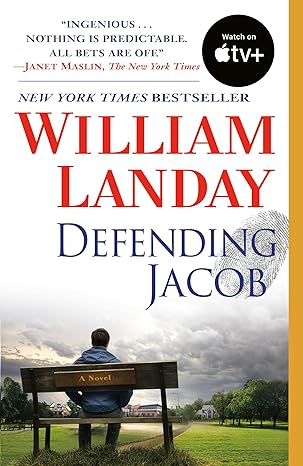 “INGENIOUS . . .
NOTHING IS PREDICTABLE.
ALL BETS ARE OFF.”
—JANET MASLIN, The New York Times
Watch on
tv+
NEW YORK TIMES BESTSELLER
WILLIAM
LANDAY
DEFENDING
JACOB
A Novel